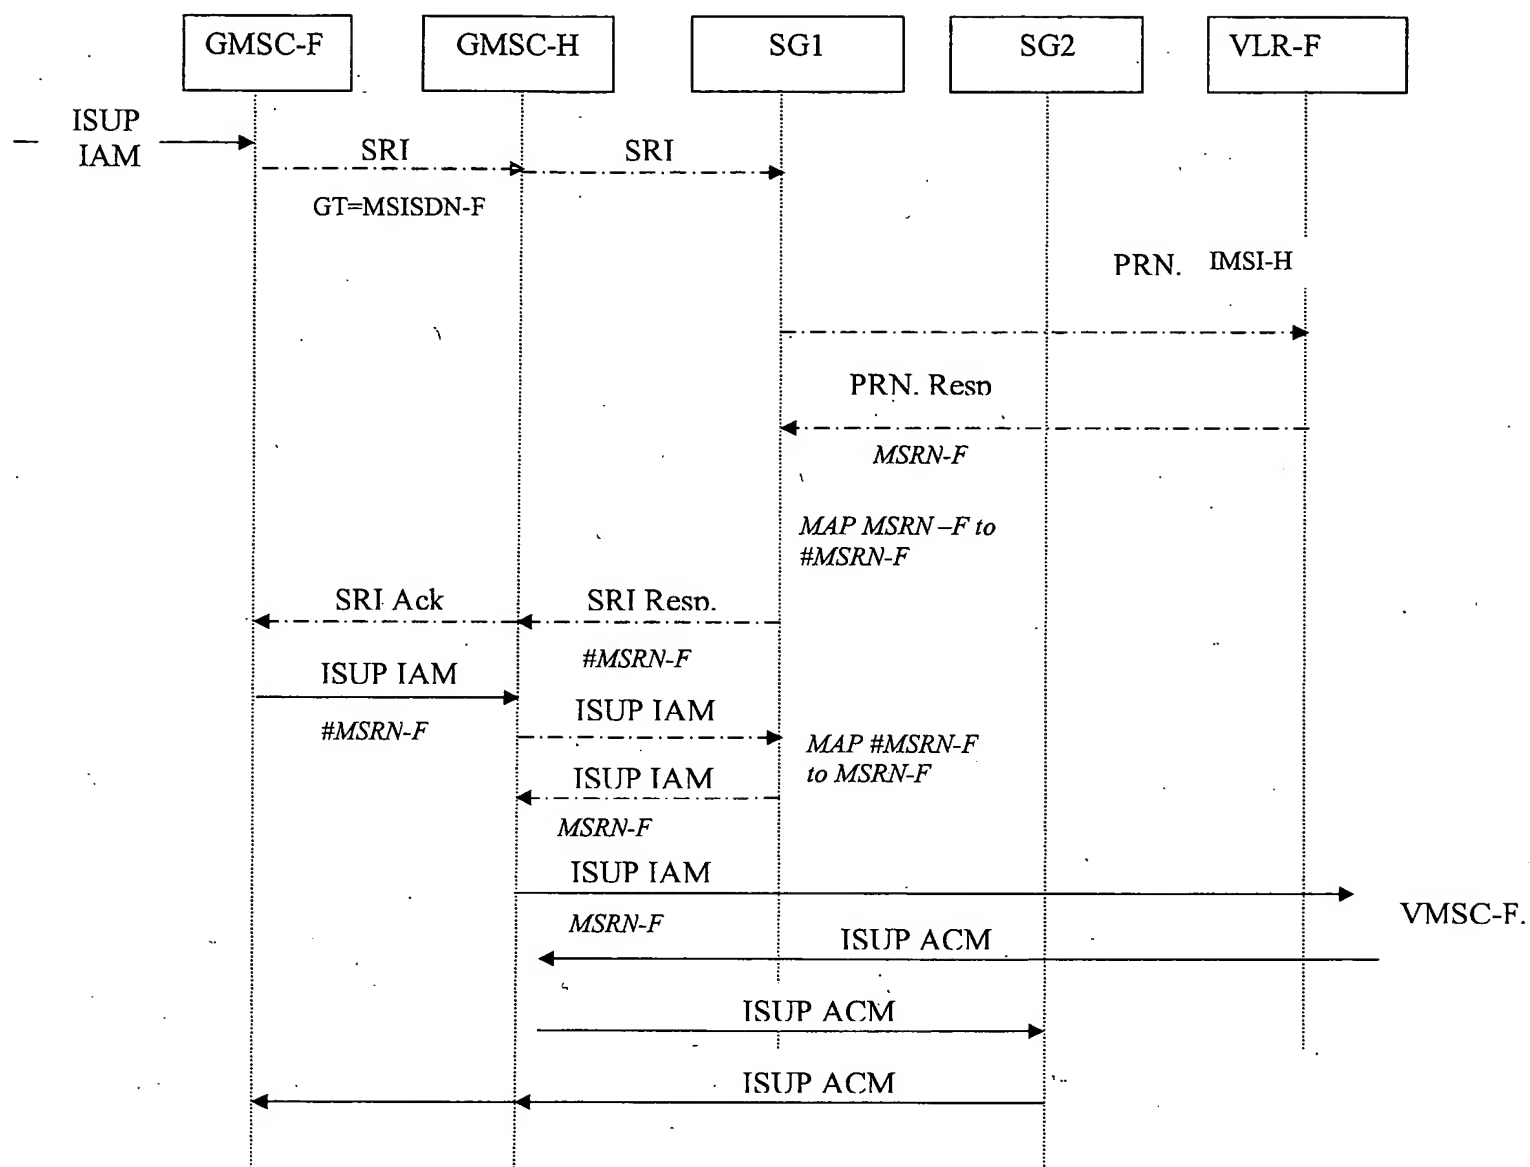 GMSC-F
GMSC-H
SG1
SG2
VLR-F
ISUP
IAM
SRI
SRI
GT=MSISDN-F
PRN. IMSI-H
PRN. Resp
MSRN-F
MAP MSRN –F to
#MSRN-F
SRI Ack
SRI Resp.
#MSRN-F
ISUP IAM
#MSRN-F
ISUP IAM
MAP #MSRN-F
to MSRN-F
ISUP IAM
MSRN-F
ISUP IAM
MSRN-F
VMSC-F.
ISUP ACM
ISUP ACM
ISUP ACM